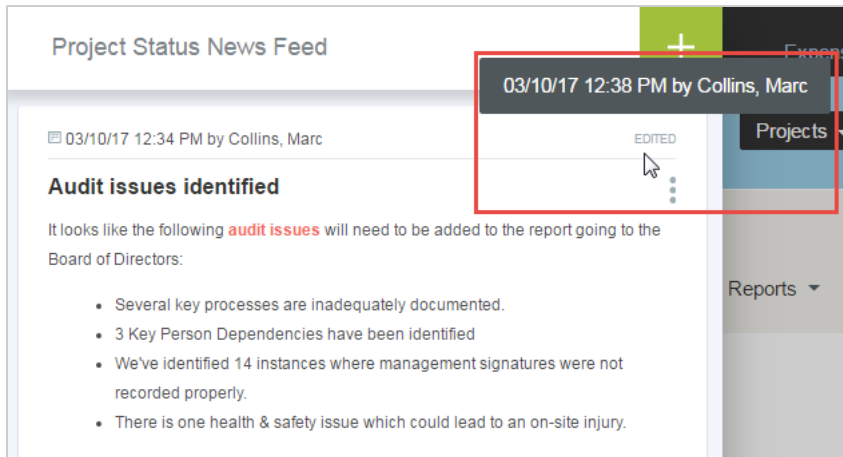 Project Status News Feed
+
03/10/17 12:38 PM by Collins, Marc
03/10/17 12:34 PM by Collins, Marc
EDITED
Projects
Audit issues identified
It looks like the following audit issues will need to be added to the report going to the
Board of Directors:
Reports
• Several key processes are inadequately documented.
• 3 Key Person Dependencies have been identified
• We've identified 14 instances where management signatures were not
recorded properly.
• There is one health & safety issue which could lead to an on-site injury.